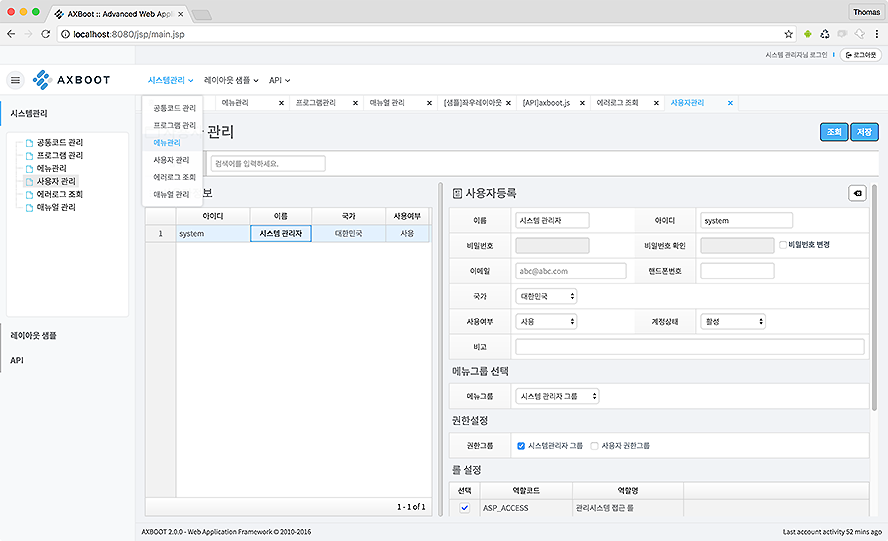 AXBoot :: Advanced Web Appli
Thomas
localhost:8080/jsp/main.jsp
시스템 관리자님 로그인
로그아웃
AXBOOT
시스템관리
레이아웃 샘플
API
시스템관리
공통코드 관리
프로그램 관리
메뉴관리
사용자 관리
에러로그 조회
매뉴얼 관리
레이아웃 샘플
API
공통코드 관리
프로그램 관리
메뉴관리
사용자 관리
에러로그 조회
매뉴얼 관리
메뉴관리
프로그램관리
매뉴얼 관리
[샘플]좌우레이아웃
[API]axboot.js
에러로그 조회
사용자관리
관리
조회
저장
검색어를 입력하세요.
보
아이디 이름 국가 사용여부
1 system 시스템 관리자 대한민국 사용
1 - 1 of 1
사용자등록
이름 시스템 관리자 아이디 system
비밀번호 비밀번호 확인 비밀번호 변경
이메일 abc@abc.com 핸드폰번호
국가 대한민국
사용여부 사용 계정상태 활성
비고
메뉴그룹 선택
메뉴그룹 시스템 관리자 그룹
권한설정
권한그룹 시스템관리자 그룹 사용자 권한그룹
롤 설정
선택 역할코드 역할명
ASP_ACCESS 관리시스템 접근 롤
AXBOOT 2.0.0 - Web Application Framework © 2010-2016
Last account activity 52 mins ago